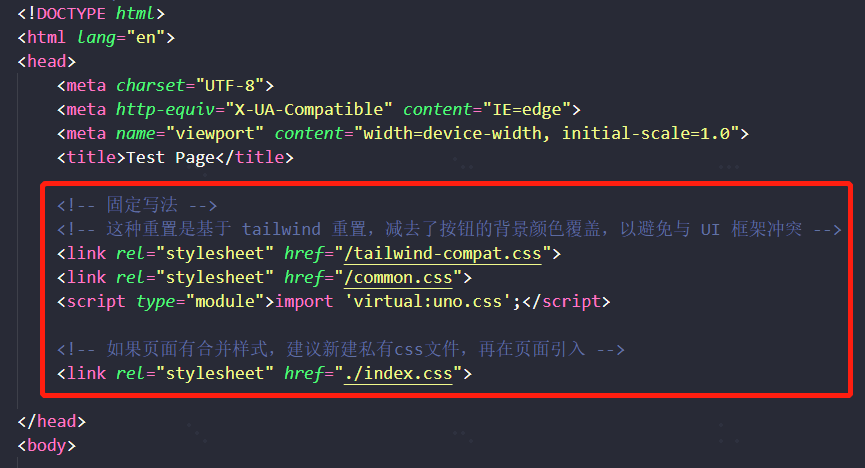 <!DOCTYPE html>
<html lang="en">
<head>
<meta charset="UTF-8">
<meta http-equiv="X-UA-Compatible" content="IE=edge">
<meta name="viewport" content="width=device-width, initial-scale=1.0">
<title>Test Page</title>
<!-- 固定写法 -->
<!-- 这种重置是基于 tailwind 重置，减去了按钮的背景颜色覆盖，以避免与 UI 框架冲突 -->
<link rel="stylesheet" href="/tailwind-compat.css">
<link rel="stylesheet" href="/common.css">
<script type="module">import 'virtual:uno.css';</script>
<!-- 如果页面有合并样式，建议新建私有css文件，再在页面引入 -->
<link rel="stylesheet" href="./index.css">
</head>
<body>